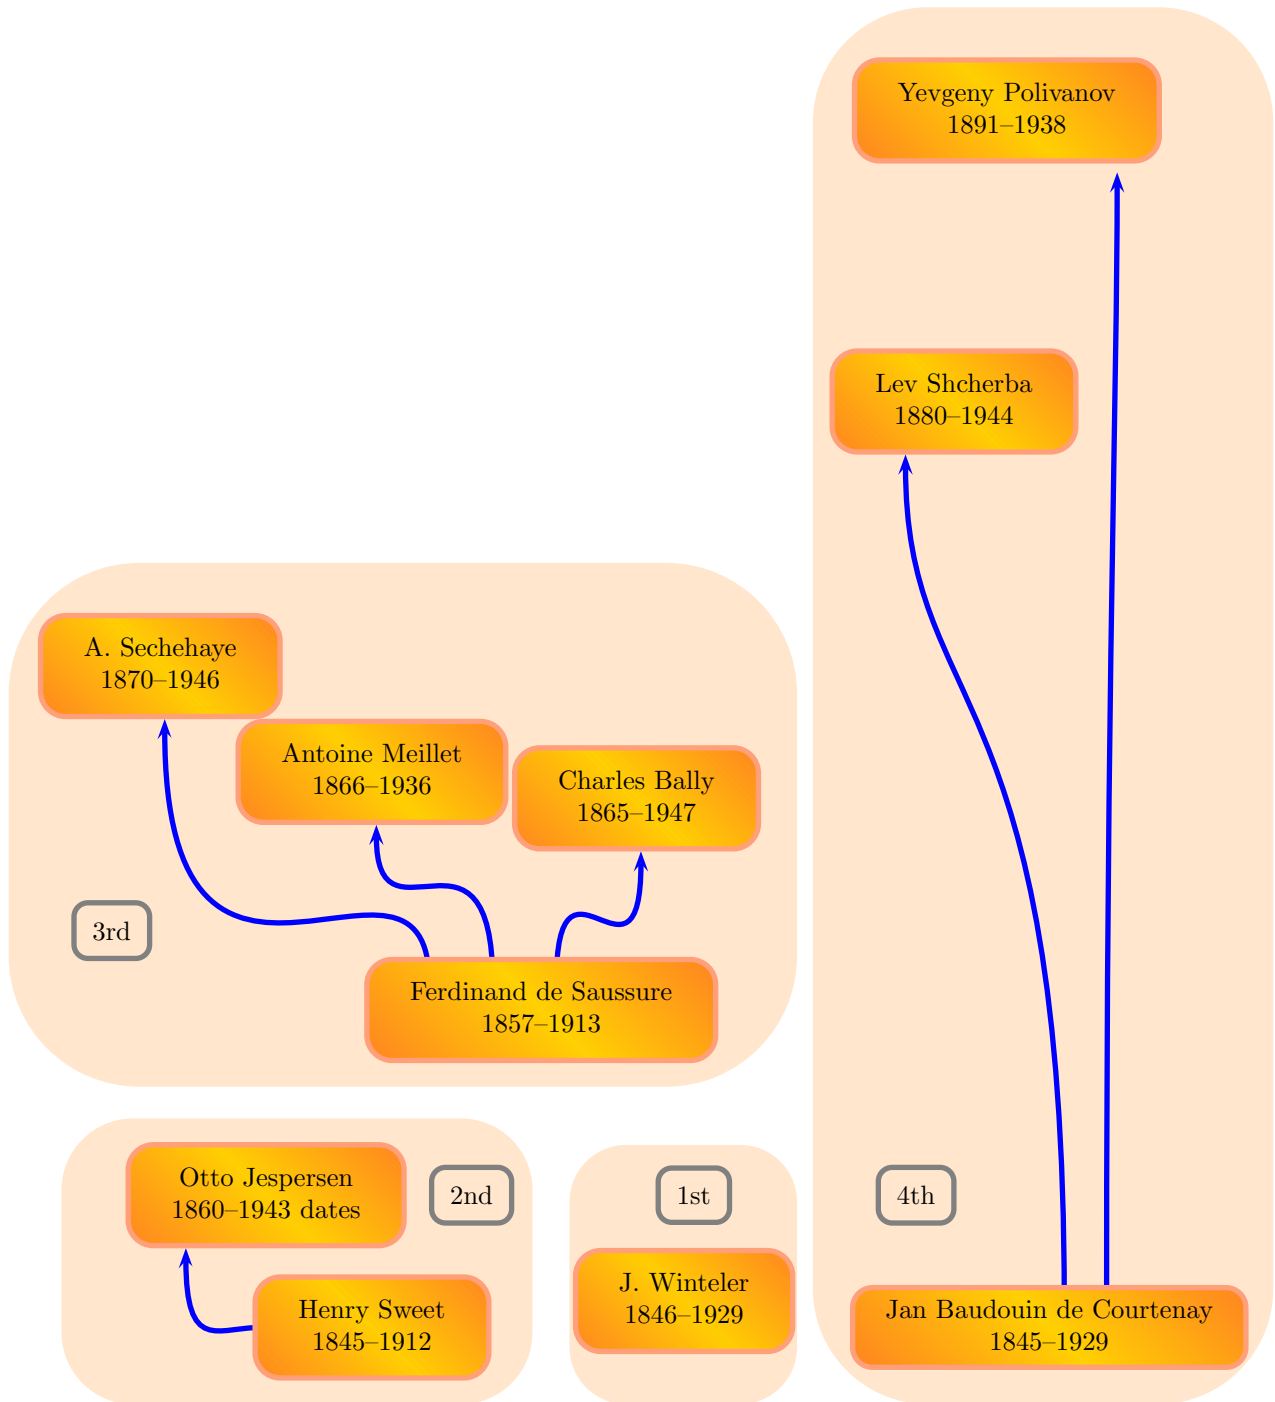 Yevgeny Polivanov
1891–1938
Lev Shcherba
1880–1944
A. Sechehaye
1870–1946
Antoine Meillet
1866–1936
Charles Bally
1865–1947
3rd
Ferdinand de Saussure
1857–1913
Otto Jespersen
1860–1943 dates
2nd
Henry Sweet
1845–1912
1st
J. Winteler
1846–1929
4th
Jan Baudouin de Courtenay
1845–1929